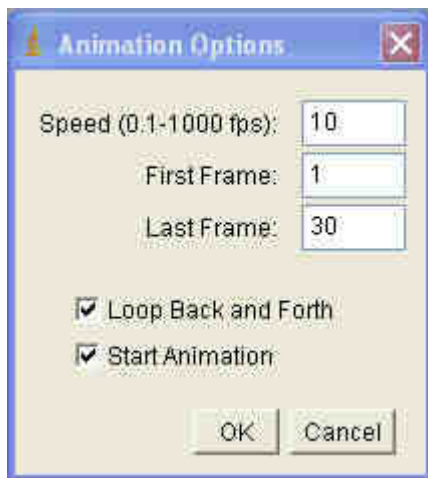 Animation Options
Speed (0.1-1000 fps): 10
First Frame: 1
Last Frame: 30
Loop Back and Forth
Start Animation
OK Cancel